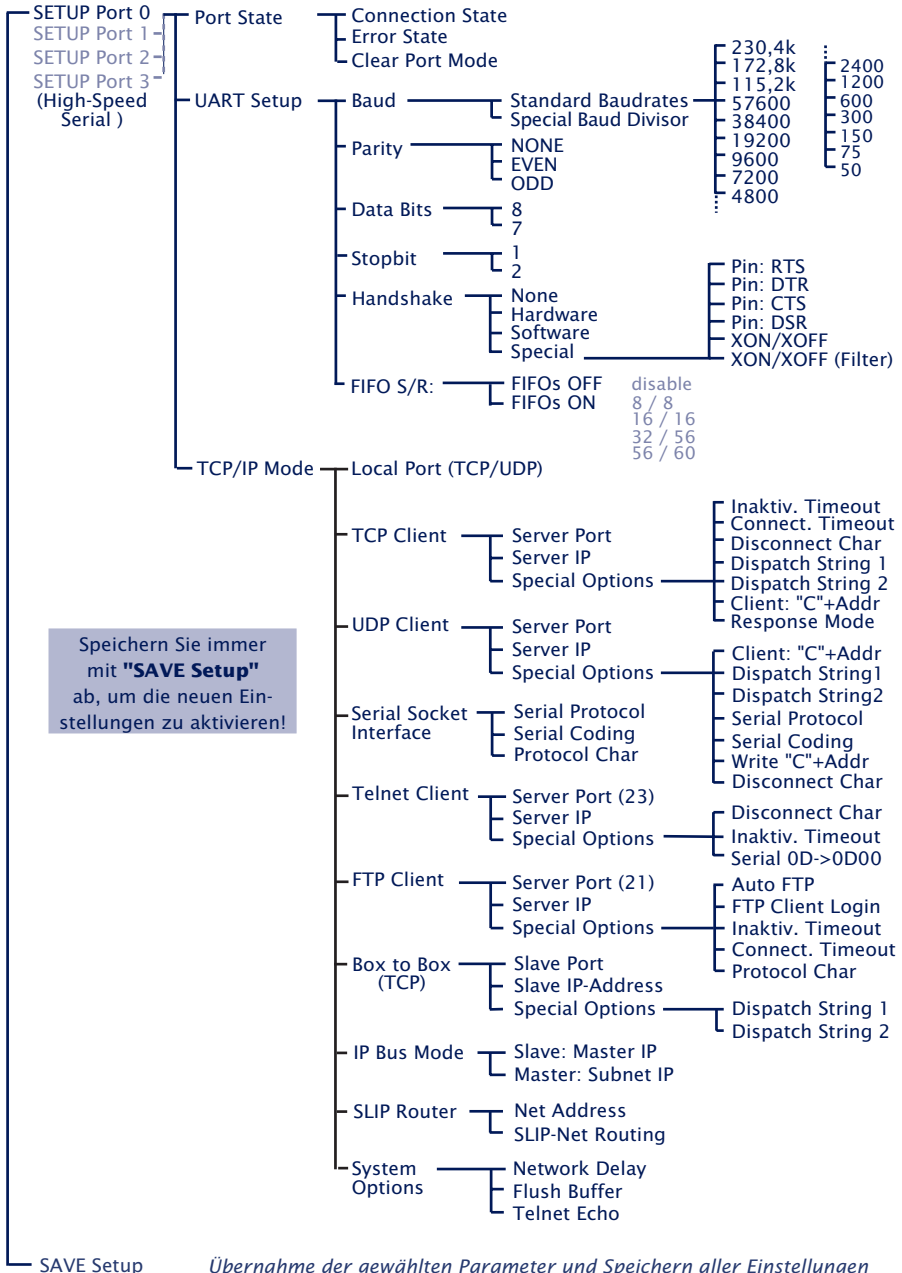 SETUP Port 0
SETUP Port 1
SETUP Port 2
SETUP Port 3
(High-Speed
Serial )
Port State
Connection State
Error State
Clear Port Mode
UART Setup
Baud
Standard Baudrates
Special Baud Divisor
230,4k
172,8k
115,2k
57600
38400
19200
9600
7200
4800
2400
1200
600
300
150
75
50
Parity
NONE
EVEN
ODD
Data Bits
8
7
Stopbit
1
2
Handshake
None
Hardware
Software
Special
Pin: RTS
Pin: DTR
Pin: CTS
Pin: DSR
XON/XOFF
XON/XOFF (Filter)
FIFO S/R:
FIFOs OFF
FIFOs ON
disable
8 / 8
16 / 16
32 / 56
56 / 60
TCP/IP Mode
Local Port (TCP/UDP)
TCP Client
Server Port
Server IP
Special Options
Inaktiv. Timeout
Connect. Timeout
Disconnect Char
Dispatch String 1
Dispatch String 2
Client: "C"+Addr
Response Mode
UDP Client
Server Port
Server IP
Special Options
Client: "C"+Addr
Dispatch String1
Dispatch String2
Serial Protocol
Serial Coding
Write "C"+Addr
Disconnect Char
Speichern Sie immer
mit "SAVE Setup"
ab, um die neuen Ein-
stellungen zu aktivieren!
Serial Socket
Interface
Serial Protocol
Serial Coding
Protocol Char
Telnet Client
Server Port (23)
Server IP
Special Options
Disconnect Char
Inaktiv. Timeout
Serial 0D->0D00
FTP Client
Server Port (21)
Server IP
Special Options
Auto FTP
FTP Client Login
Inaktiv. Timeout
Connect. Timeout
Protocol Char
Box to Box
(TCP)
Slave Port
Slave IP-Address
Special Options
Dispatch String 1
Dispatch String 2
IP Bus Mode
Slave: Master IP
Master: Subnet IP
SLIP Router
Net Address
SLIP-Net Routing
System
Options
Network Delay
Flush Buffer
Telnet Echo
SAVE Setup
Übernahme der gewählten Parameter und Speichern aller Einstellungen